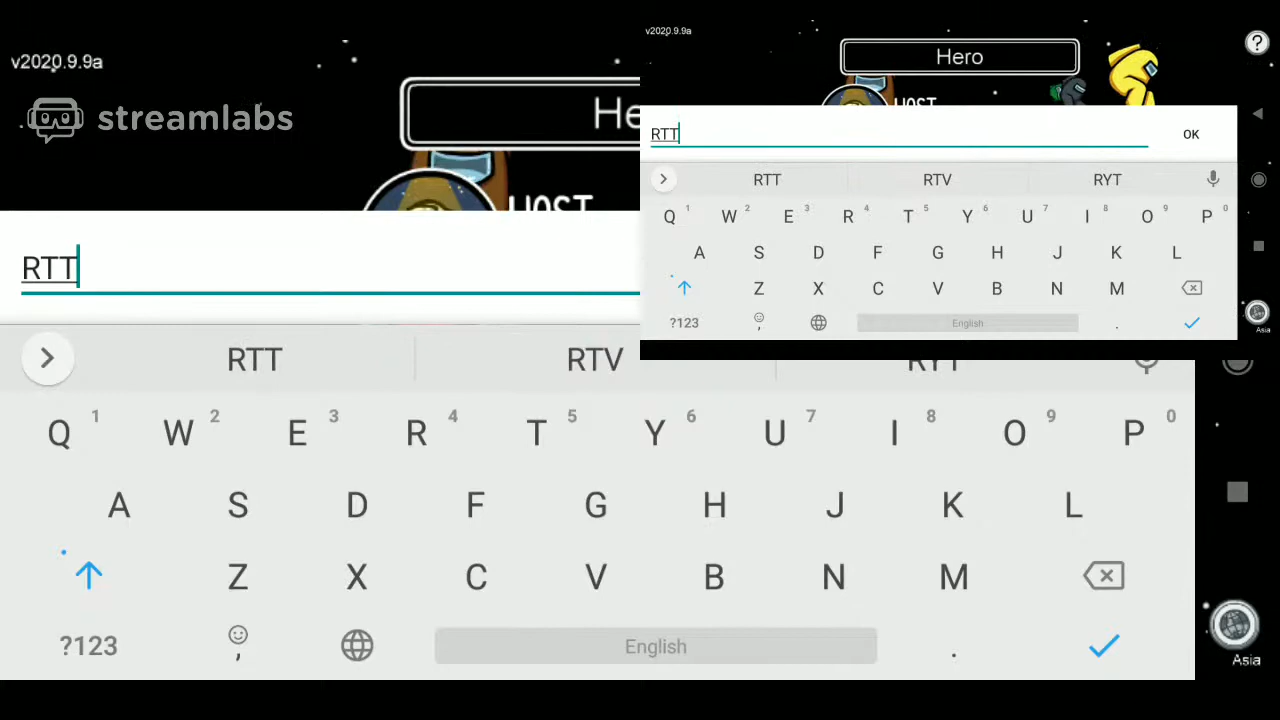 v2020.9.9a
streamlabs
He
HOST
RTT
RTT RTV RYT
Q 1 W 2 E 3 R 4 T 5 Y 6 U 7 I 8 O 9 P 0
A S D F G H J K L
Z X C V B N M
?123 , English .
Asia
v2020.9.9a
Hero
?
HOST
RTT
OK
RTT RTV RYT
Q 1 W 2 E 3 R 4 T 5 Y 6 U 7 I 8 O 9 P 0
A S D F G H J K L
Z X C V B N M
?123 , English .
Asia